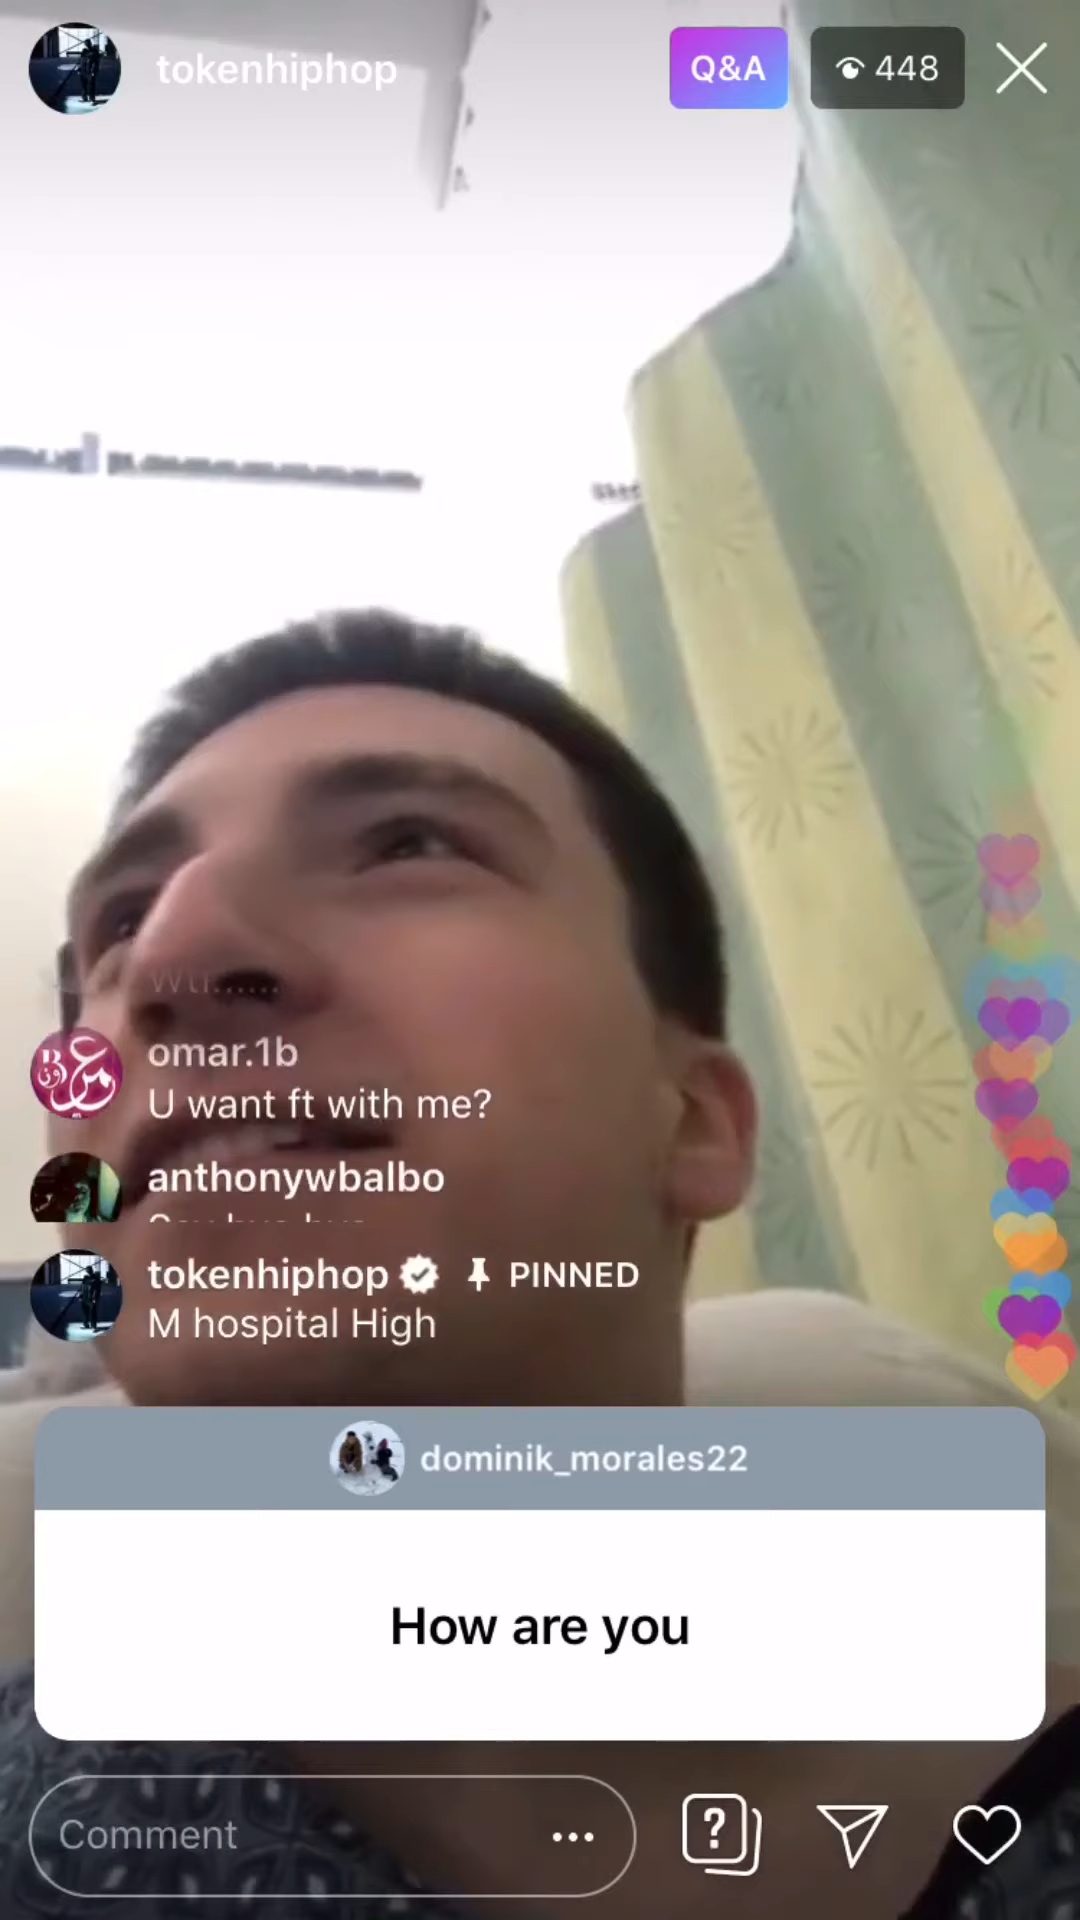 tokenhiphop
Q&A
448
omar.1b
U want ft with me?
anthonywbalbo
tokenhiphop PINNED
M hospital High
dominik_morales22
How are you
Comment